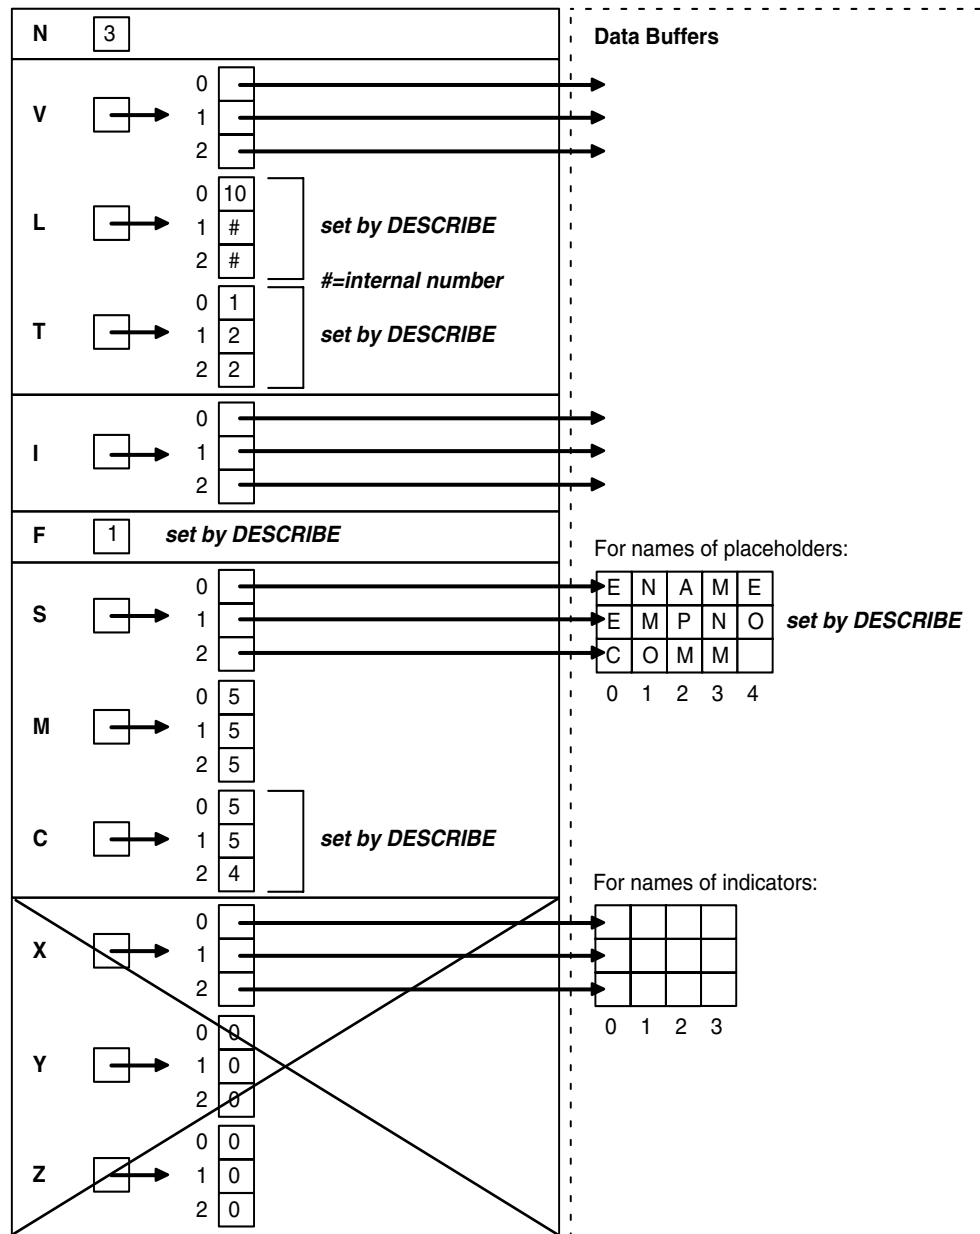 N 3
Data Buffers
0
V 1
2
0 10
L 1 # set by DESCRIBE
2 #
#=internal number
0 1
T 1 2 set by DESCRIBE
2 2
0
I 1
2
F 1 set by DESCRIBE
For names of placeholders:
0 E N A M E
S 1 E M P N O set by DESCRIBE
2 C O M M
0 1 2 3 4
0 5
M 1 5
2 5
0 5
C 1 5 set by DESCRIBE
2 4
For names of indicators:
0
X 1
2
0 1 2 3
0 0
Y 1 0
2 0
0 0
Z 1 0
2 0